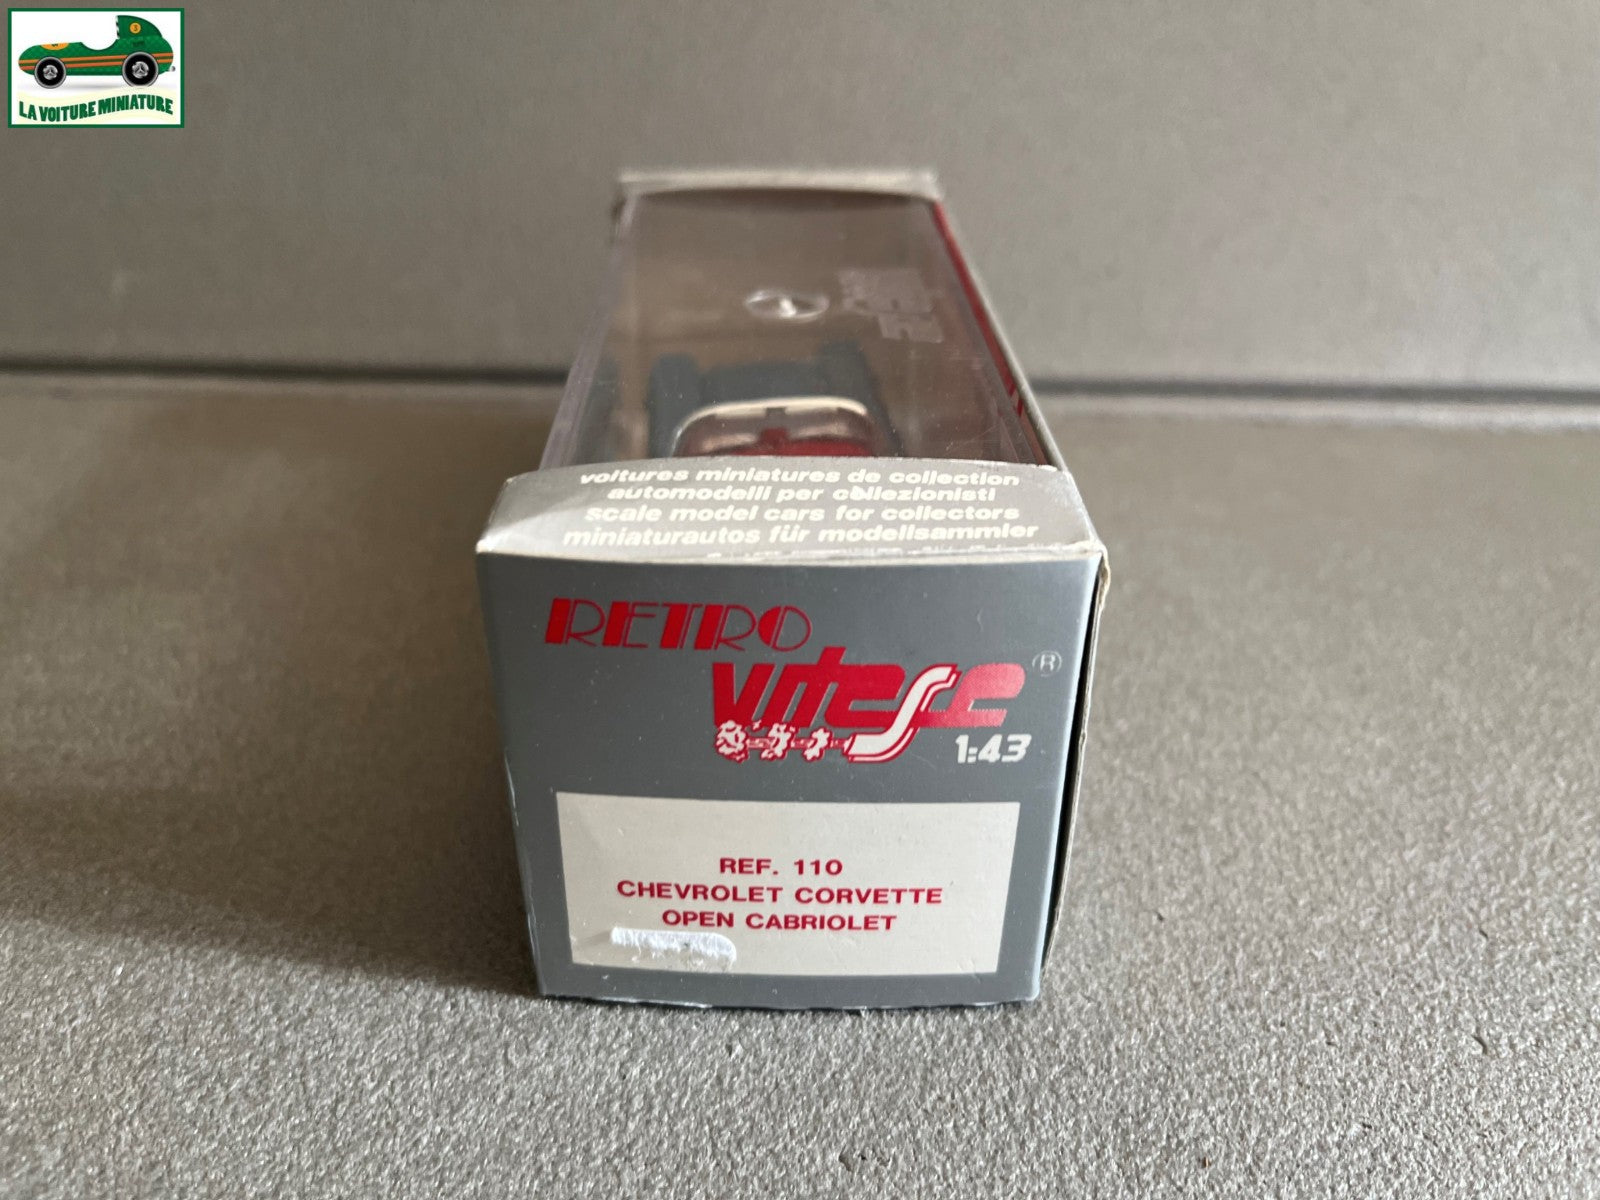 LA VOITURE MINIATURE
voitures miniatures de collection
automodelli per collezionisti
scale model cars for collectors
miniaturautos für modellsammler
RETRO
Vitesse ®
1:43
REF. 110
CHEVROLET CORVETTE
OPEN CABRIOLET